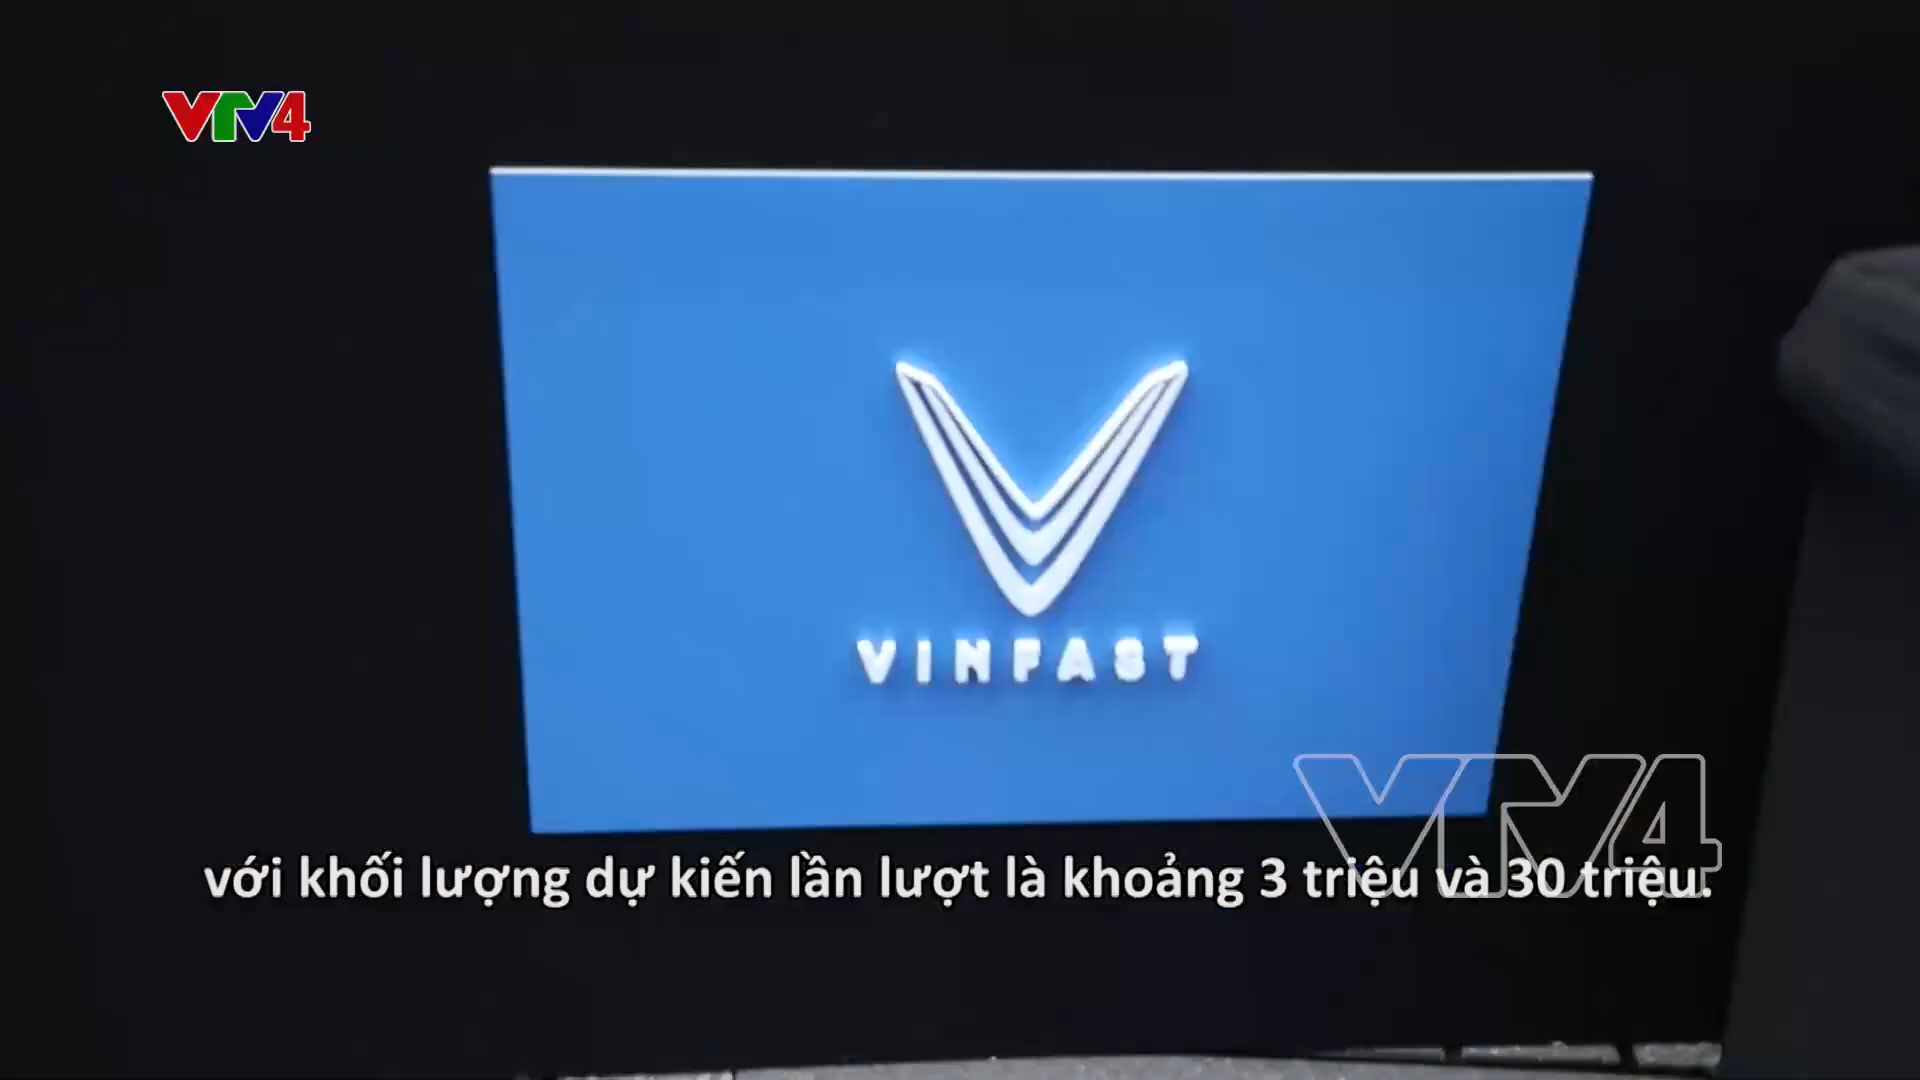 VTV4
VINFAST
VTV4
với khối lượng dự kiến lần lượt là khoảng 3 triệu và 30 triệu.